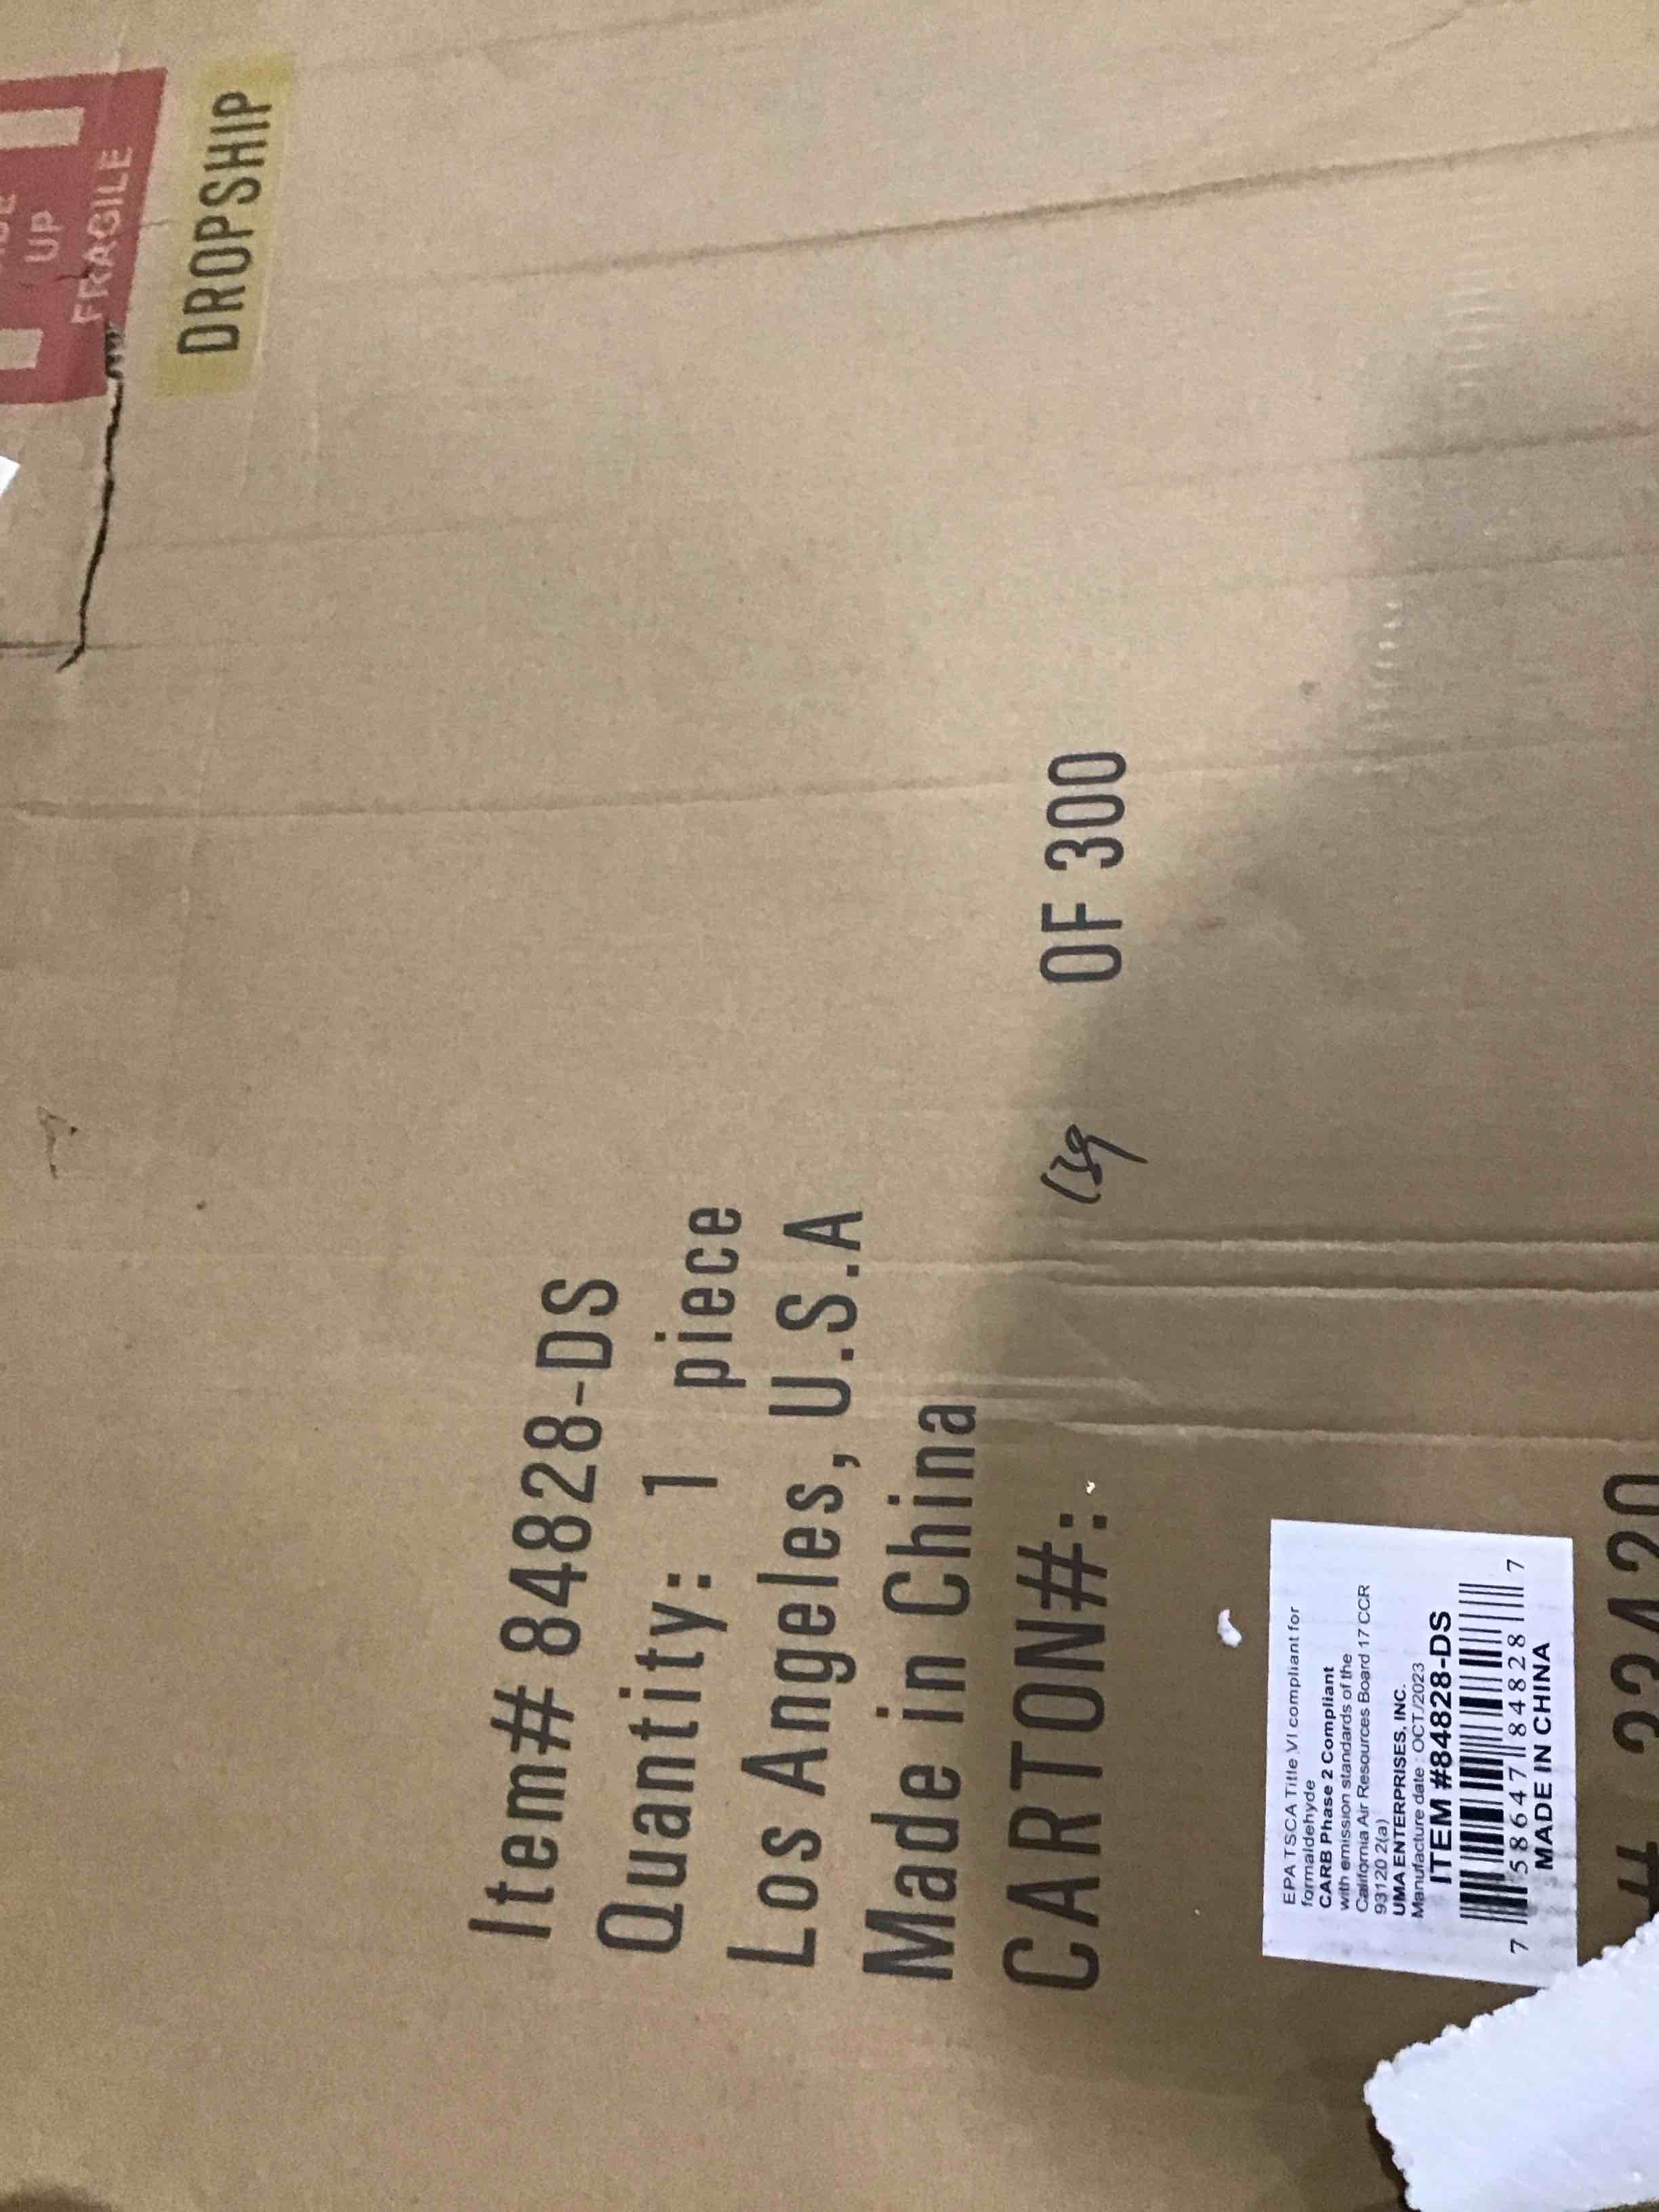 UP
FRAGILE
DROPSHIP
Item# 84828-DS
Quantity: 1 piece
Los Angeles, U.S.A
Made in China
CARTON#: OF 300
EPA TSCA Title VI compliant for
formaldehyde
CARB Phase 2 Compliant
with emission standards of the
California Air Resources Board 17 CCR
93120 2(a)
UMA ENTERPRISES, INC.
Manufacture date : OCT/2023
ITEM #84828-DS
7 58647 84828 7
MADE IN CHINA